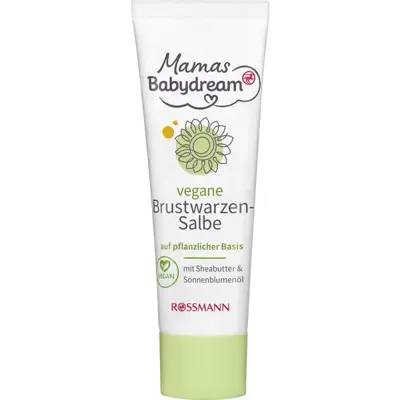 Mamas
Babydream
vegane
Brustwarzen-
Salbe
auf pflanzlicher Basis
VEGAN
mit Sheabutter &
Sonnenblumenöl
ROSSMANN